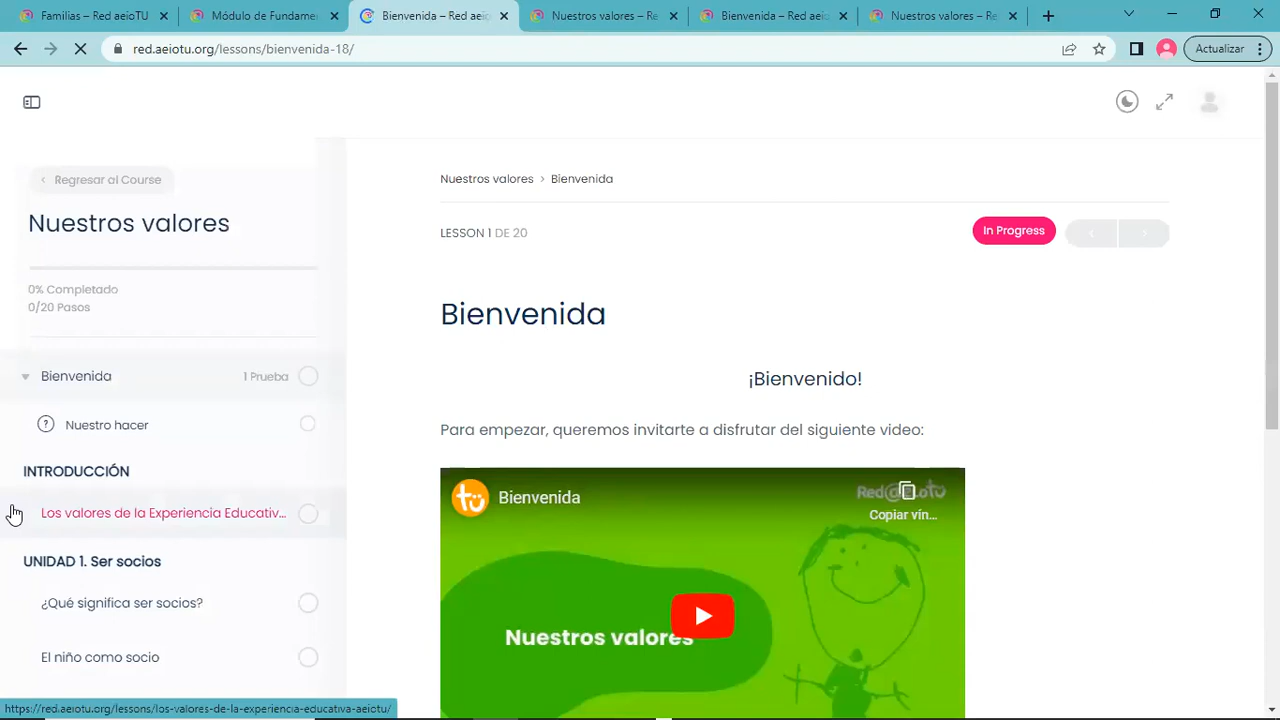 Familias – Red aeioTU
Módulo de Fundamen
Bienvenida – Red aeio
Nuestros valores – Re
Bienvenida – Red aeio
Nuestros valores – Re
red.aeiotu.org/lessons/bienvenida-18/
Actualizar
Regresar al Course
Nuestros valores
0% Completado
0/20 Pasos
Bienvenida
1 Prueba
Nuestro hacer
INTRODUCCIÓN
Los valores de la Experiencia Educativ...
UNIDAD 1. Ser socios
¿Qué significa ser socios?
El niño como socio
Nuestros valores > Bienvenida
LESSON 1 DE 20
In Progress
Bienvenida
¡Bienvenido!
Para empezar, queremos invitarte a disfrutar del siguiente video:
tu Bienvenida
Copiar vín...
Nuestros valores
https://red.aeiotu.org/lessons/los-valores-de-la-experiencia-educativa-aeiotu/